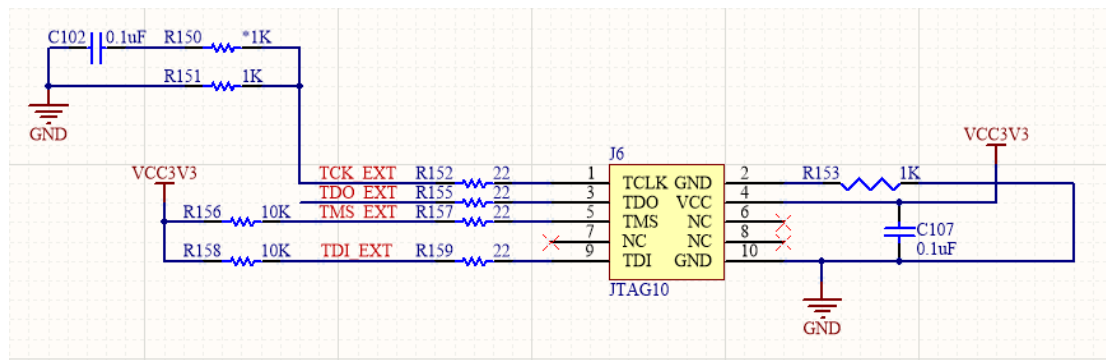 C102 0.1uF R150 *1K
R151 1K
GND
VCC3V3
VCC3V3
J6
TCK_EXT R152 22 1 TCLK GND 2 R153 1K
TDO_EXT R155 22 3 TDO VCC 4
R156 10K TMS_EXT R157 22 5 TMS NC 6
7 NC NC 8 C107
0.1uF
R158 10K TDI_EXT R159 22 9 TDI GND 10
JTAG10
GND